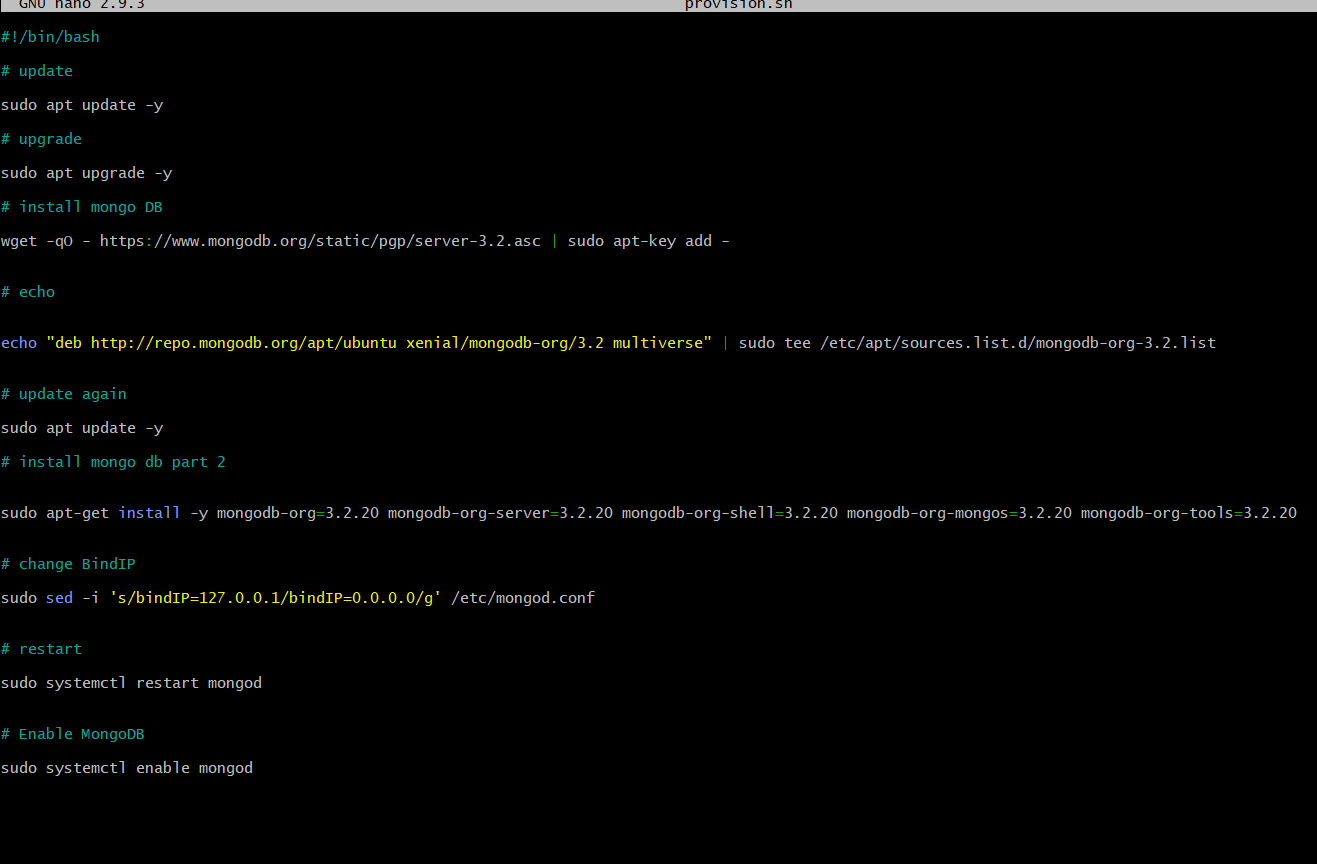 GNU nano 2.9.3 provision.sh
#!/bin/bash
# update
sudo apt update -y
# upgrade
sudo apt upgrade -y
# install mongo DB
wget -qO - https://www.mongodb.org/static/pgp/server-3.2.asc | sudo apt-key add -
# echo
echo "deb http://repo.mongodb.org/apt/ubuntu xenial/mongodb-org/3.2 multiverse" | sudo tee /etc/apt/sources.list.d/mongodb-org-3.2.list
# update again
sudo apt update -y
# install mongo db part 2
sudo apt-get install -y mongodb-org=3.2.20 mongodb-org-server=3.2.20 mongodb-org-shell=3.2.20 mongodb-org-mongos=3.2.20 mongodb-org-tools=3.2.20
# change BindIP
sudo sed -i 's/bindIP=127.0.0.1/bindIP=0.0.0.0/g' /etc/mongod.conf
# restart
sudo systemctl restart mongod
# Enable MongoDB
sudo systemctl enable mongod